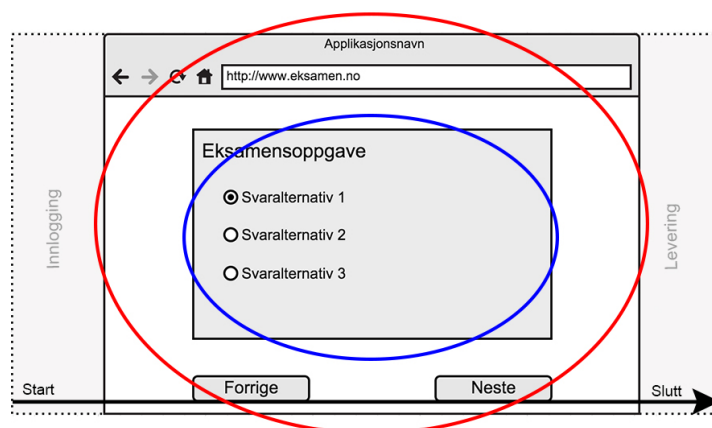 Applikasjonsnavn
http://www.eksamen.no
Eksamensoppgave
Svaralternativ 1
Svaralternativ 2
Svaralternativ 3
Innlogging
Levering
Start
Forrige
Neste
Slutt